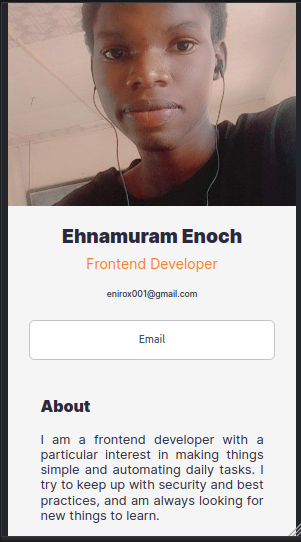 Ehnamuram Enoch
Frontend Developer
enirox001@gmail.com
Email
About
I am a frontend developer with a
particular interest in making things
simple and automating daily tasks. I
try to keep up with security and best
practices, and am always looking for
new things to learn.